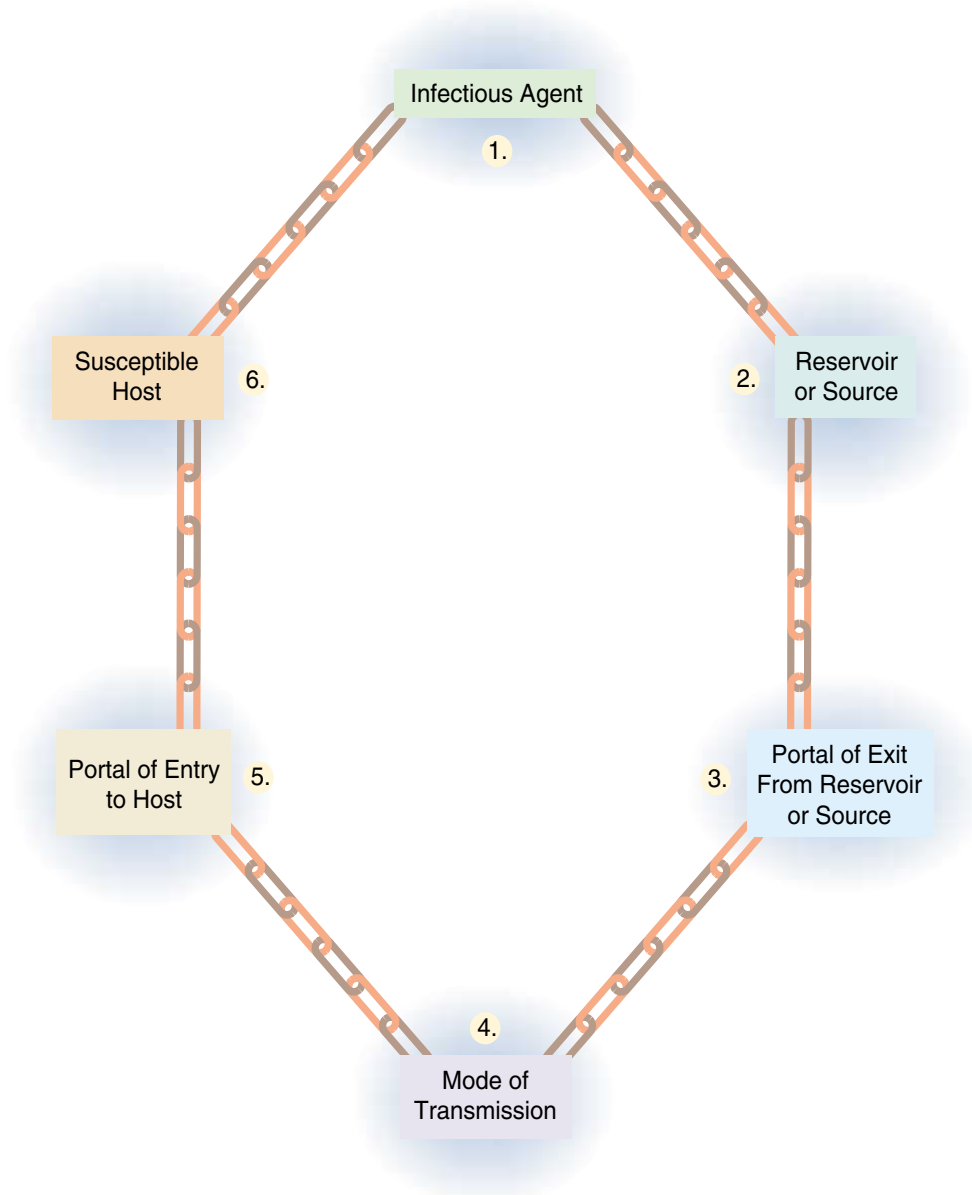 Infectious Agent
1.
2.
Reservoir
or Source
3.
Portal of Exit
From Reservoir
or Source
4.
Mode of
Transmission
5.
Portal of Entry
to Host
6.
Susceptible
Host